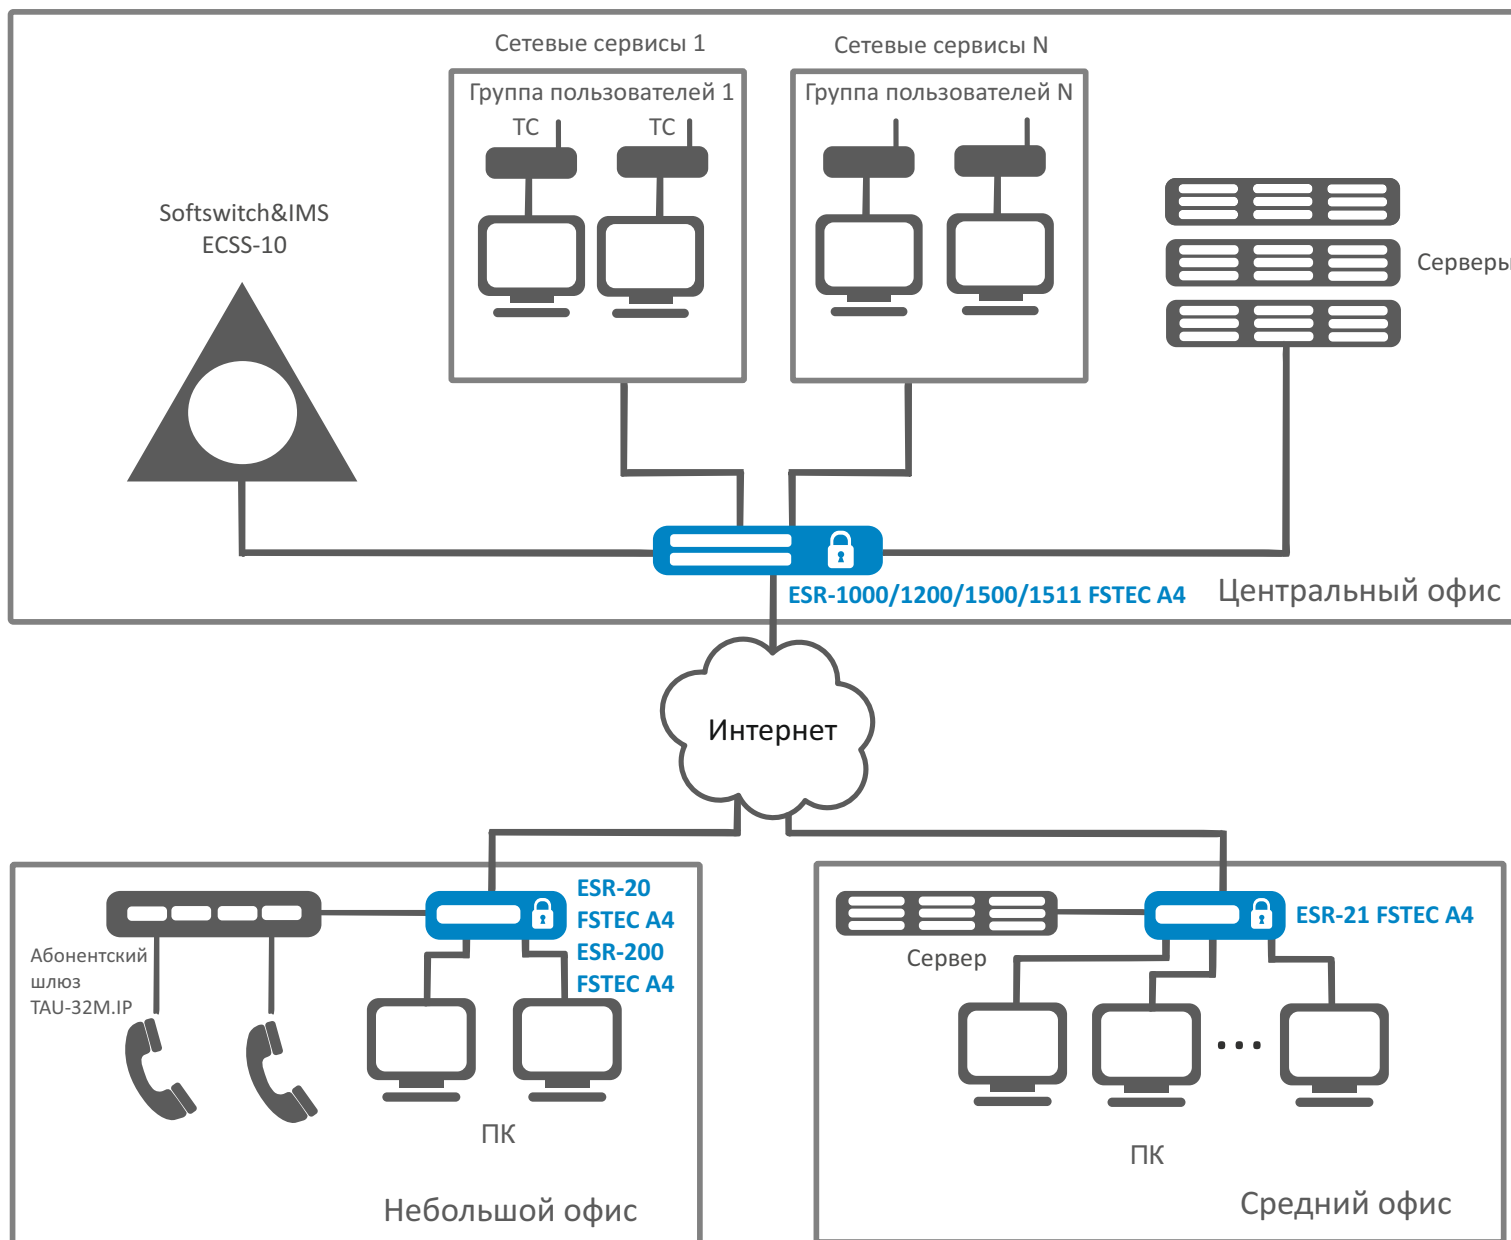 Сетевые сервисы 1
Сетевые сервисы N
Группа пользователей 1
Группа пользователей N
ТС
ТС
Softswitch&IMS
ECSS-10
Серверы
ESR-1000/1200/1500/1511 FSTEC A4
Центральный офис
Интернет
ESR-20
FSTEC A4
ESR-200
FSTEC A4
Абонентский
шлюз
TAU-32M.IP
ПК
Небольшой офис
ESR-21 FSTEC A4
Сервер
...
ПК
Средний офис